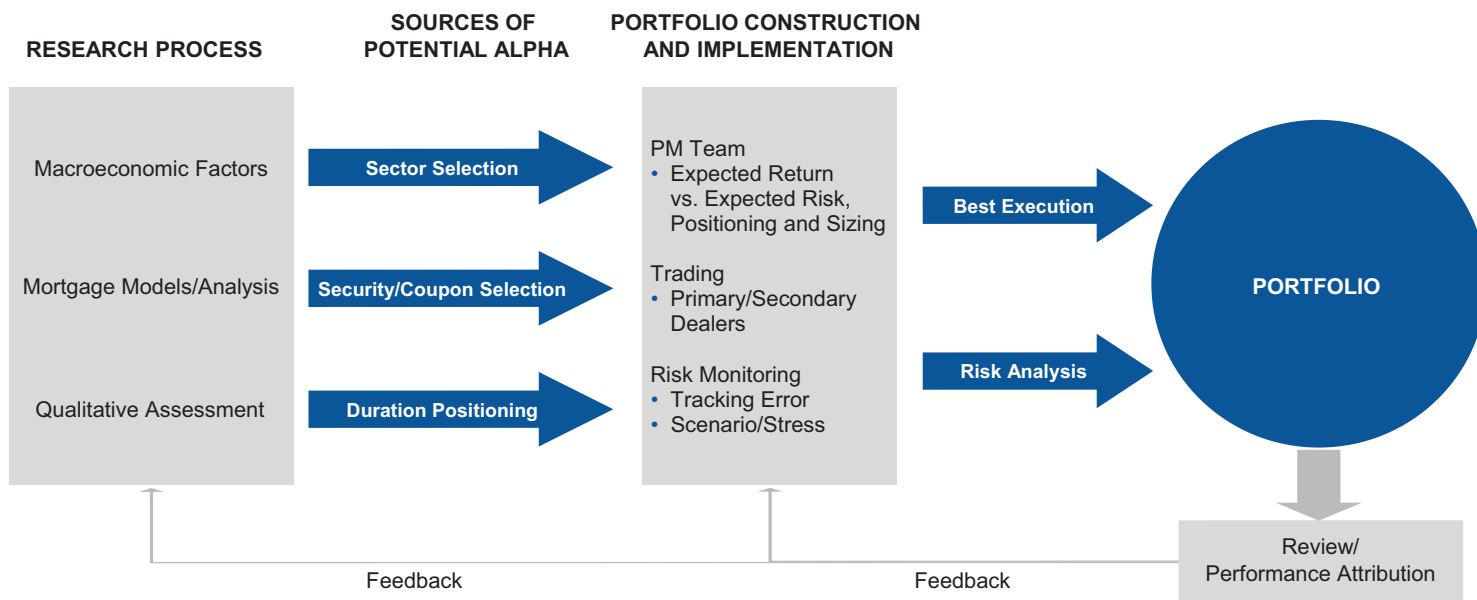 RESEARCH PROCESS
SOURCES OF
POTENTIAL ALPHA
PORTFOLIO CONSTRUCTION
AND IMPLEMENTATION
Macroeconomic Factors
Mortgage Models/Analysis
Qualitative Assessment
Sector Selection
Security/Coupon Selection
Duration Positioning
PM Team
• Expected Return
vs. Expected Risk,
Positioning and Sizing
Trading
• Primary/Secondary
Dealers
Risk Monitoring
• Tracking Error
• Scenario/Stress
Best Execution
Risk Analysis
PORTFOLIO
Review/
Performance Attribution
Feedback
Feedback